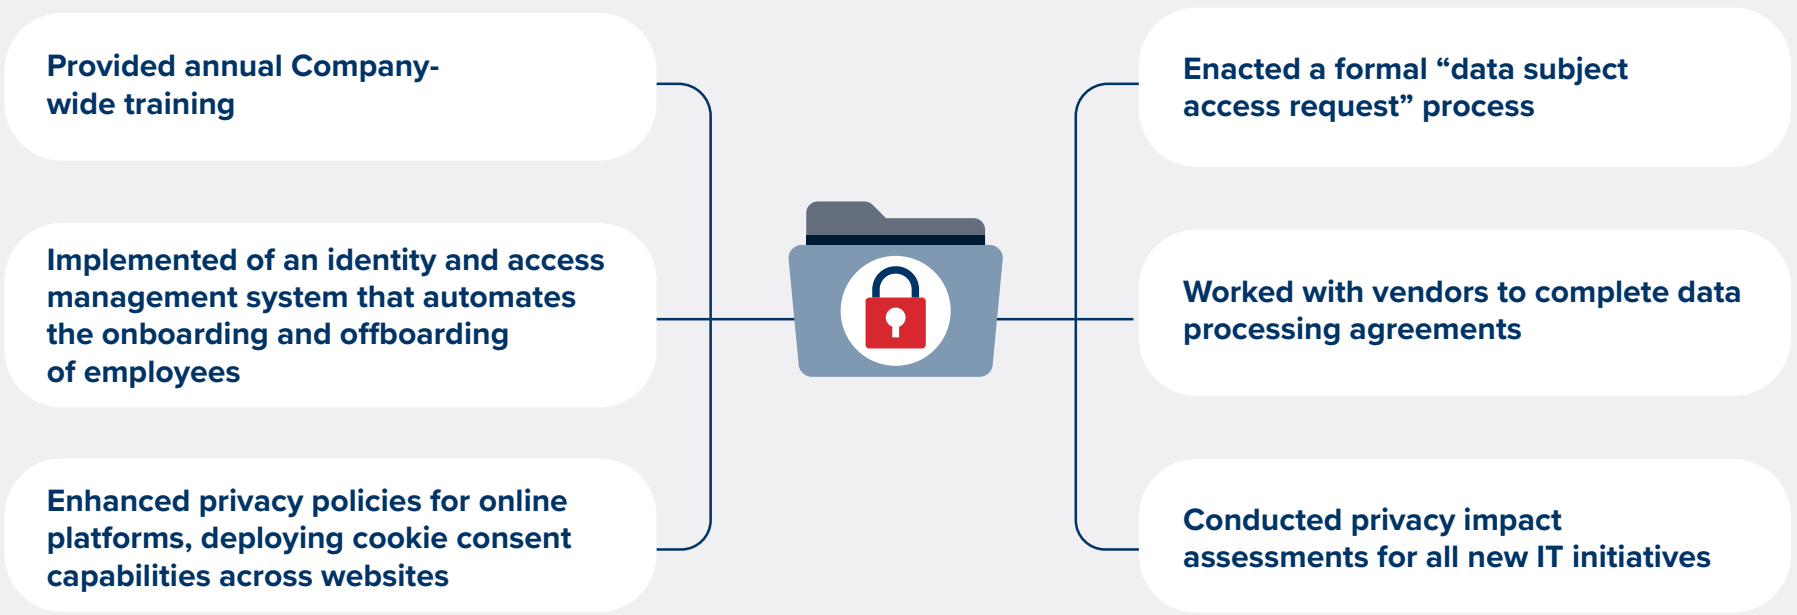 Provided annual Company-
wide training
Implemented of an identity and access
management system that automates
the onboarding and offboarding
of employees
Enhanced privacy policies for online
platforms, deploying cookie consent
capabilities across websites
Enacted a formal “data subject
access request” process
Worked with vendors to complete data
processing agreements
Conducted privacy impact
assessments for all new IT initiatives